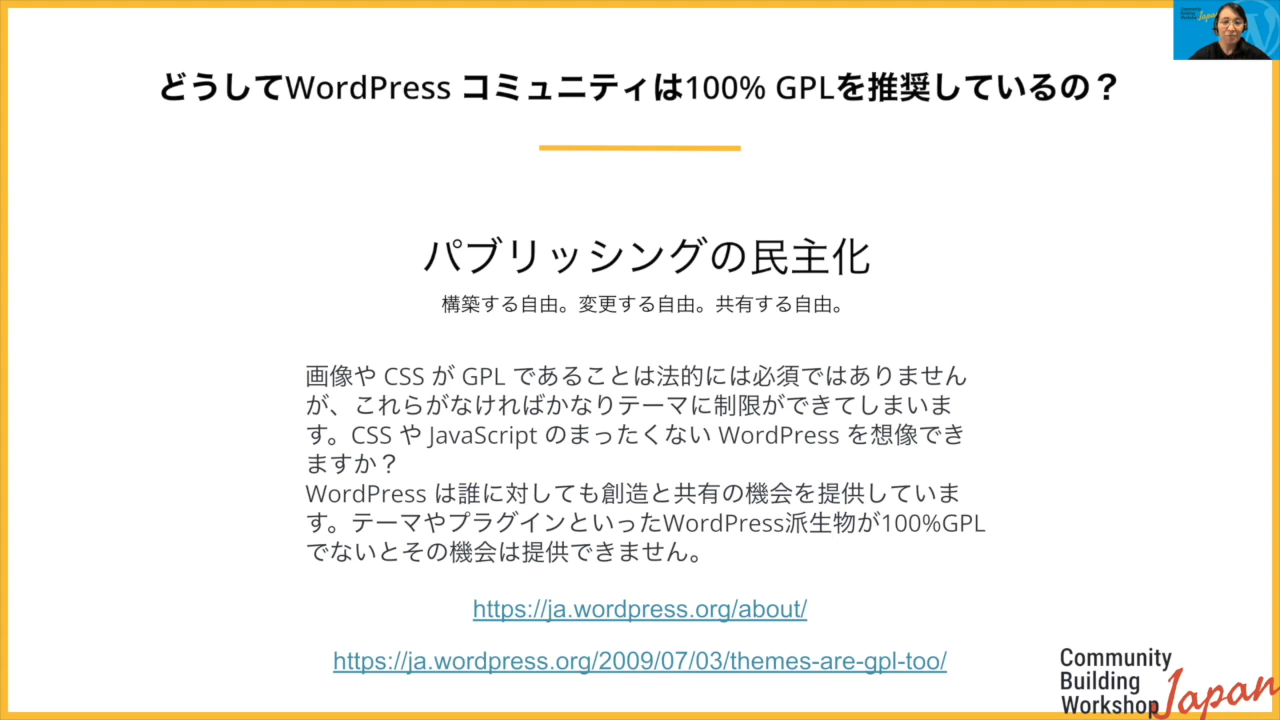 どうしてWordPress コミュニティは100% GPLを推奨しているの？
パブリッシングの民主化
構築する自由。変更する自由。共有する自由。
画像や CSS が GPL であることは法的には必須ではありません
が、これらがなければかなりテーマに制限ができてしまいま
す。CSS や JavaScript のまったくない WordPress を想像でき
ますか？
WordPress は誰に対しても創造と共有の機会を提供していま
す。テーマやプラグインといったWordPress派生物が100%GPL
でないとその機会は提供できません。
https://ja.wordpress.org/about/
https://ja.wordpress.org/2009/07/03/themes-are-gpl-too/
Community
Building
Workshop
Japan
Community
Building
Workshop
Japan